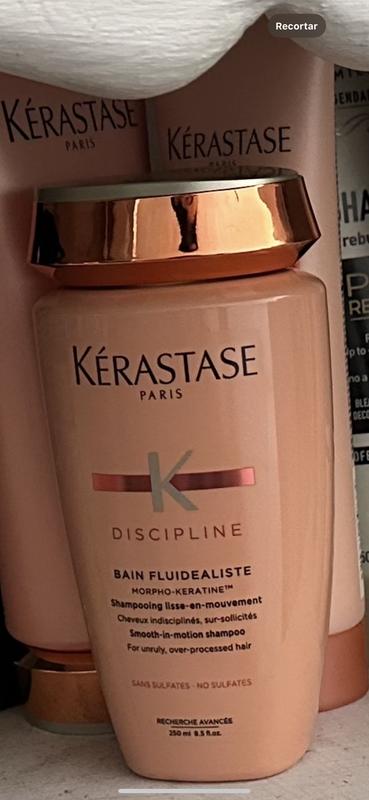 Recortar
KÉRASTASE
PARIS
KÉRASTASE
PARIS
KÉRASTASE
PARIS
K
DISCIPLINE
BAIN FLUIDEALISTE
MORPHO-KERATINE™
Shampooing lisse-en-mouvement
Cheveux indisciplinés, sur-sollicités
Smooth-in-motion shampoo
For unruly, over-processed hair
SANS SULFATES - NO SULFATES
RECHERCHE AVANCÉE
250 ml 8.5 fl.oz.